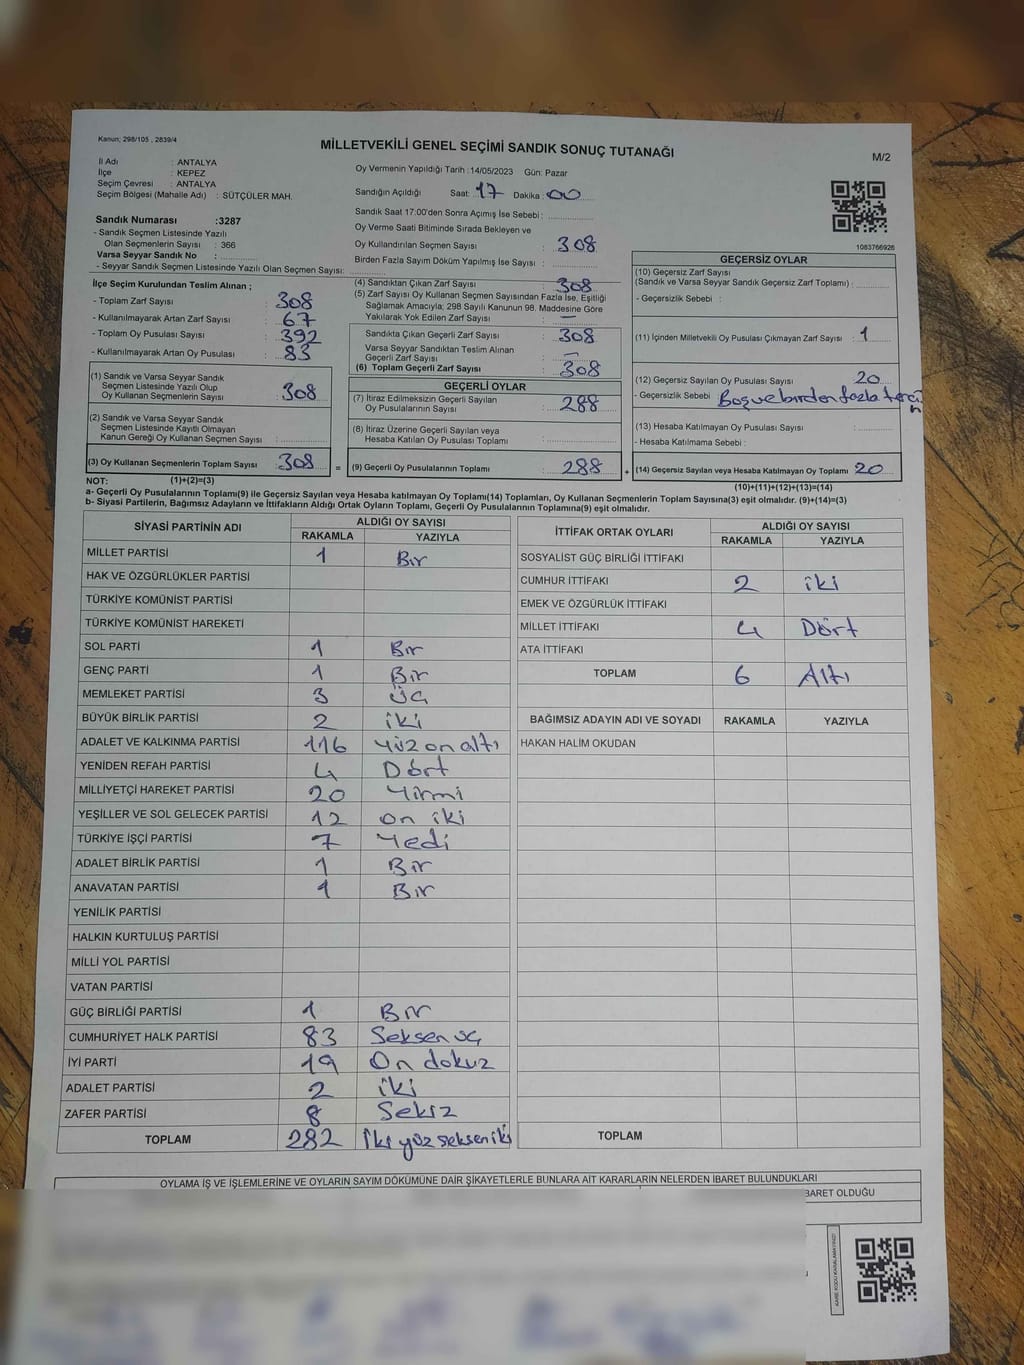 Kanun; 298/105 , 2839/4
MİLLETVEKİLİ GENEL SEÇİMİ SANDIK SONUÇ TUTANAĞI
M/2
İl Adı : ANTALYA
İlçe : KEPEZ
Seçim Çevresi : ANTALYA
Seçim Bölgesi (Mahalle Adı) : SÜTÇÜLER MAH.
Sandık Numarası :3287
- Sandık Seçmen Listesinde Yazılı
Olan Seçmenlerin Sayısı : 366
Varsa Seyyar Sandık No :
- Seyyar Sandık Seçmen Listesinde Yazılı Olan Seçmen Sayısı:
İlçe Seçim Kurulundan Teslim Alınan ;
- Toplam Zarf Sayısı : 308
- Kullanılmayarak Artan Zarf Sayısı : 67
- Toplam Oy Pusulası Sayısı : 392
- Kullanılmayarak Artan Oy Pusulası : 83
(1) Sandık ve Varsa Seyyar Sandık
Seçmen Listesinde Yazılı Olup
Oy Kullanan Seçmenlerin Sayısı : 308
(2) Sandık ve Varsa Seyyar Sandık
Seçmen Listesinde Kayıtlı Olmayan
Kanun Gereği Oy Kullanan Seçmen Sayısı :
(3) Oy Kullanan Seçmenlerin Toplam Sayısı : 308 =
Oy Vermenin Yapıldığı Tarih :14/05/2023 Gün: Pazar
Sandığın Açıldığı Saat: 17 Dakika : 00
Sandık Saat 17:00'den Sonra Açımış İse Sebebi :
Oy Verme Saati Bitiminde Sırada Bekleyen ve
Oy Kullandırılan Seçmen Sayısı : 308
Birden Fazla Sayım Döküm Yapılmış İse Sayısı :
(4) Sandıktan Çıkan Zarf Sayısı : 308
(5) Zarf Sayısı Oy Kullanan Seçmen Sayısından Fazla İse, Eşitliği
Sağlamak Amacıyla; 298 Sayılı Kanunun 98. Maddesine Göre
Yakılarak Yok Edilen Zarf Sayısı : —
Sandıkta Çıkan Geçerli Zarf Sayısı : 308
Varsa Seyyar Sandıktan Teslim Alınan
Geçerli Zarf Sayısı : —
(6) Toplam Geçerli Zarf Sayısı : 308
GEÇERLİ OYLAR
(7) İtiraz Edilmeksizin Geçerli Sayılan
Oy Pusulalarının Sayısı : 288
(8) İtiraz Üzerine Geçerli Sayılan veya
Hesaba Katılan Oy Pusulası Toplamı :
(9) Geçerli Oy Pusulalarının Toplamı : 288 +
1083766926
GEÇERSİZ OYLAR
(10) Geçersiz Zarf Sayısı
(Sandık ve Varsa Seyyar Sandık Geçersiz Zarf Toplamı) :
- Geçersizlik Sebebi :
(11) İçinden Milletvekili Oy Pusulası Çıkmayan Zarf Sayısı : 1
(12) Geçersiz Sayılan Oy Pusulası Sayısı : 20
- Geçersizlik Sebebi : Boş ve birden fazla tercih
(13) Hesaba Katılmayan Oy Pusulası Sayısı :
- Hesaba Katılmama Sebebi :
(14) Geçersiz Sayılan veya Hesaba Katılmayan Oy Toplamı : 20
NOT: (1)+(2)=(3) (10)+(11)+(12)+(13)=(14)
a- Geçerli Oy Pusulalarının Toplamı(9) ile Geçersiz Sayılan veya Hesaba katılmayan Oy Toplamı(14) Toplamları, Oy Kullanan Seçmenlerin Toplam Sayısına(3) eşit olmalıdır. (9)+(14)=(3)
b- Siyasi Partilerin, Bağımsız Adayların ve İttifakların Aldığı Ortak Oyların Toplamı, Geçerli Oy Pusulalarının Toplamına(9) eşit olmalıdır.
SİYASİ PARTİNİN ADI ALDIĞI OY SAYISI
RAKAMLA YAZIYLA
MİLLET PARTİSİ 1 Bir
HAK VE ÖZGÜRLÜKLER PARTİSİ
TÜRKİYE KOMÜNİST PARTİSİ
TÜRKİYE KOMÜNİST HAREKETİ
SOL PARTİ 1 Bir
GENÇ PARTİ 1 Bir
MEMLEKET PARTİSİ 3 Üç
BÜYÜK BİRLİK PARTİSİ 2 iki
ADALET VE KALKINMA PARTİSİ 116 Yüz on altı
YENİDEN REFAH PARTİSİ 4 Dört
MİLLİYETÇİ HAREKET PARTİSİ 20 Yirmi
YEŞİLLER VE SOL GELECEK PARTİSİ 12 on iki
TÜRKİYE İŞÇİ PARTİSİ 7 Yedi
ADALET BİRLİK PARTİSİ 1 Bir
ANAVATAN PARTİSİ 1 Bir
YENİLİK PARTİSİ
HALKIN KURTULUŞ PARTİSİ
MİLLİ YOL PARTİSİ
VATAN PARTİSİ
GÜÇ BİRLİĞİ PARTİSİ 1 Bir
CUMHURİYET HALK PARTİSİ 83 Seksen üç
İYİ PARTİ 19 On dokuz
ADALET PARTİSİ 2 iki
ZAFER PARTİSİ 8 Sekiz
TOPLAM 282 İki yüz seksen iki
İTTİFAK ORTAK OYLARI ALDIĞI OY SAYISI
RAKAMLA YAZIYLA
SOSYALİST GÜÇ BİRLİĞİ İTTİFAKI
CUMHUR İTTİFAKI 2 iki
EMEK VE ÖZGÜRLÜK İTTİFAKI
MİLLET İTTİFAKI 4 Dört
ATA İTTİFAKI
TOPLAM 6 Altı
BAĞIMSIZ ADAYIN ADI VE SOYADI RAKAMLA YAZIYLA
HAKAN HALİM OKUDAN
TOPLAM
OYLAMA İŞ VE İŞLEMLERİNE VE OYLARIN SAYIM DÖKÜMÜNE DAİR ŞİKAYETLERLE BUNLARA AİT KARARLARIN NELERDEN İBARET BULUNDUKLARI
BARET OLDUĞU